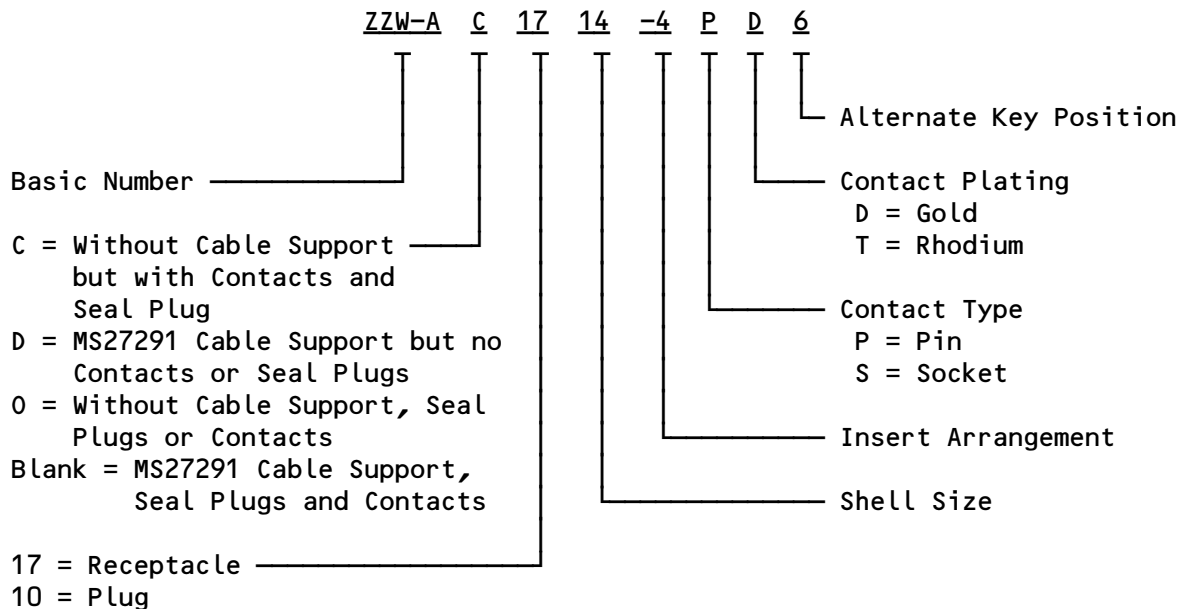 ZZW-A C 17 14 -4 P D 6
Alternate Key Position
Basic Number
Contact Plating
D = Gold
T = Rhodium
C = Without Cable Support
but with Contacts and
Seal Plug
Contact Type
P = Pin
S = Socket
D = MS27291 Cable Support but no
Contacts or Seal Plugs
O = Without Cable Support, Seal
Plugs or Contacts
Insert Arrangement
Blank = MS27291 Cable Support,
Seal Plugs and Contacts
Shell Size
17 = Receptacle
10 = Plug